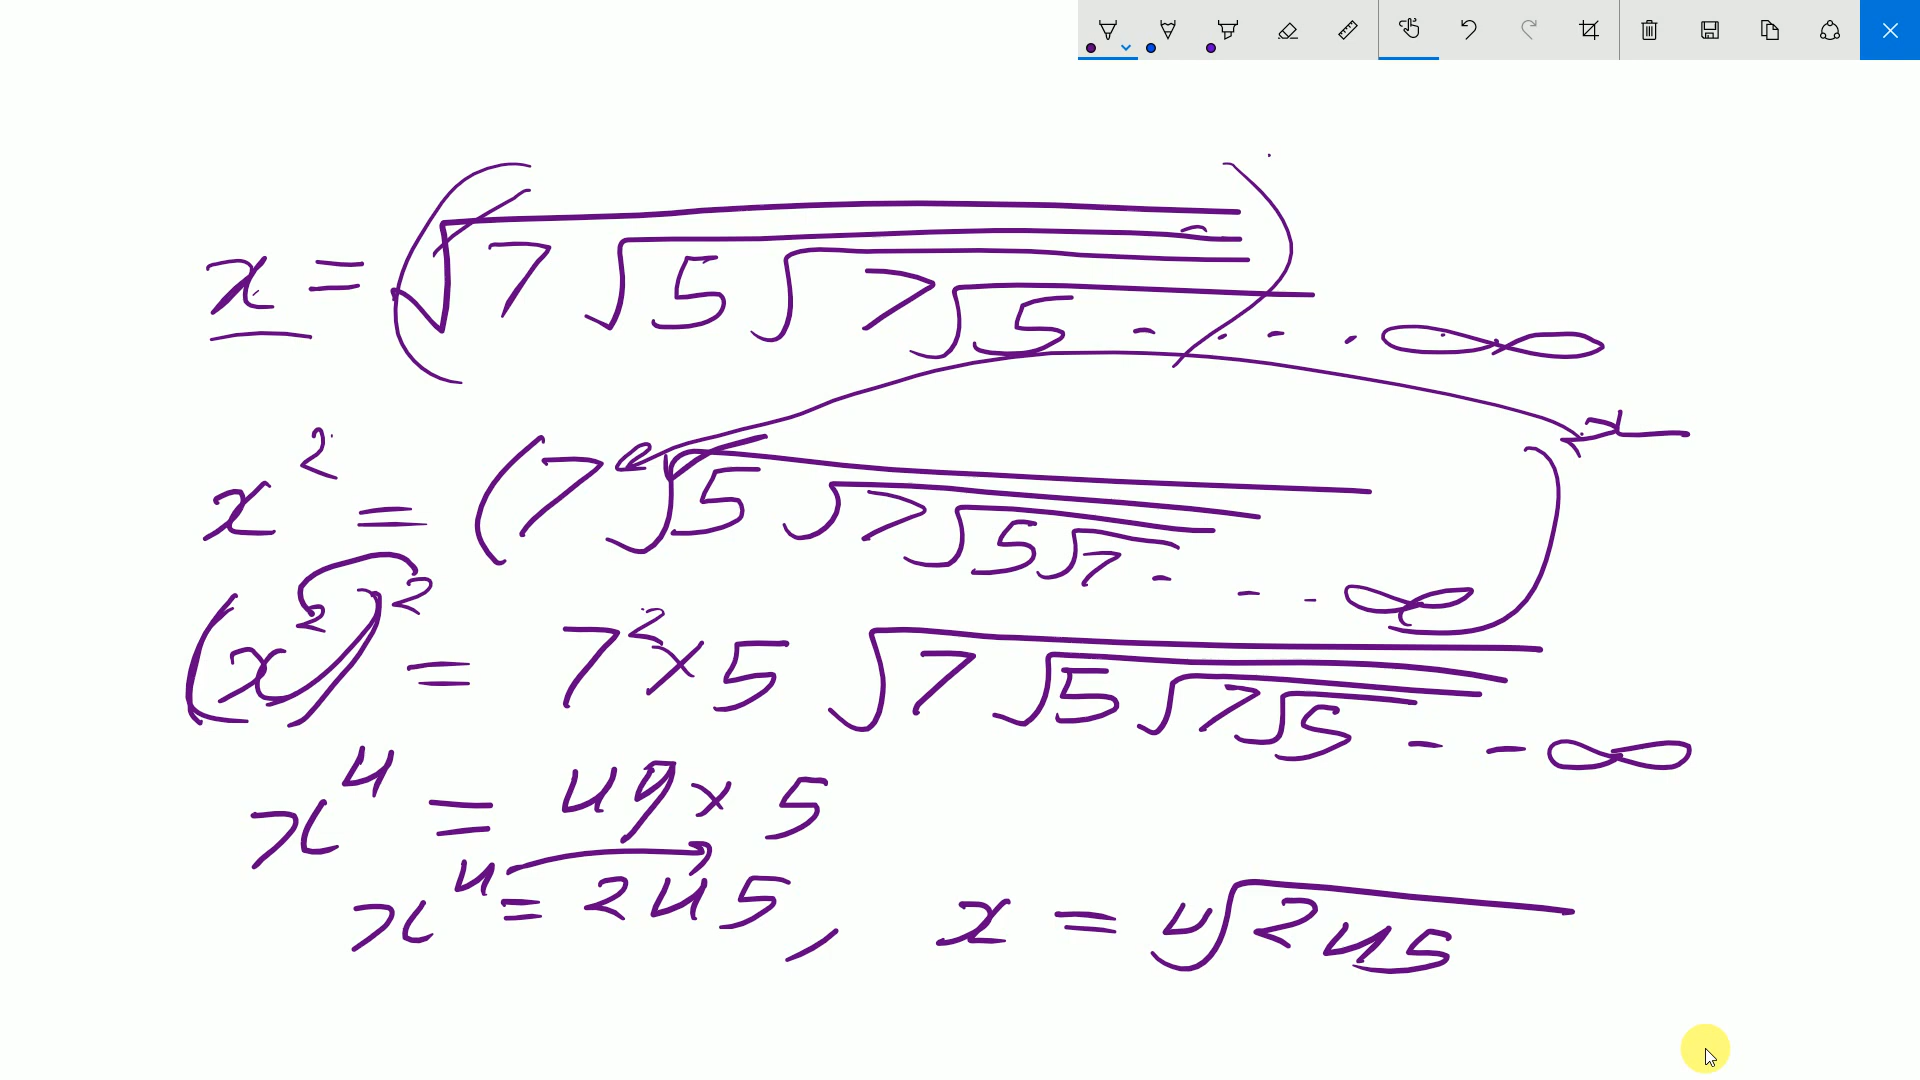 x = (√7√5√7√5 - - - . ∞)
x² = (7√5√7√5√7 - - - ∞)²
(x²)² = 7² × 5√7√5√7√5 - - ∞
x⁴ = 49 × 5
x⁴ = 245, x = ⁴√245